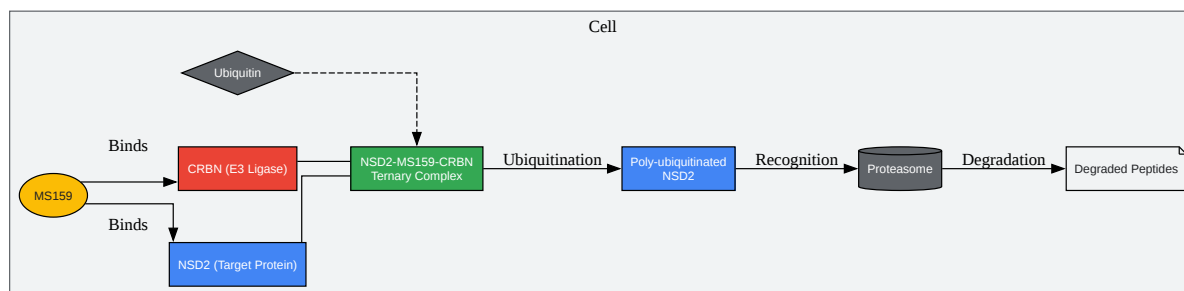 Cell
Ubiquitin
Binds
CRBN (E3 Ligase)
NSD2-MS159-CRBN
Ternary Complex
Ubiquitination
Poly-ubiquitinated
NSD2
Recognition
Proteasome
Degradation
Degraded Peptides
MS159
Binds
NSD2 (Target Protein)